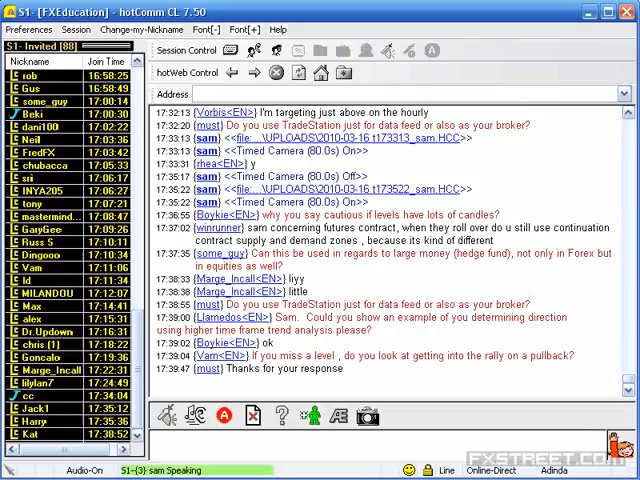 S1- [FXEducation] - hotComm CL 7.50
Preferences Session Change-my-Nickname Font[-] Font[+]
S1- Invited [88]
Session Control
Nickname Join Time
hotWeb Control
Address
rob 16:58:25
Gus 16:58:49
some_guy 17:00:14
Beki 17:00:30
dani100 17:02:22
Neil 17:03:36
FredFX 17:03:42
chubacca 17:05:33
sri 17:06:15
INYA205 17:06:27
tony 17:07:21
mastermind... 17:08:47
GaryGee 17:09:29
Russ S 17:10:11
Dingooo 17:10:24
Vam 17:11:06
Id 17:11:34
MILANDOU 17:12:07
Max 17:14:41
alex 17:15:31
Dr.Updown 17:16:31
chris (1) 17:18:22
Goncalo 17:19:36
Marge_Incall 17:22:31
lilylan7 17:24:49
cc 17:34:04
Jack1 17:35:12
Harry 17:35:36
Kat 17:38:52
17:32:13 [Vorbis<EN>] I'm targeting just above on the hourly
17:32:20 [must] Do you use TradeStation just for data feed or also as your broker?
17:33:13 sam <<file:...\UPLOADS\2010-03-16 t173313_sam.HCC>>
17:33:13 sam <<Timed Camera (80.0s) On>>
17:33:31 [rhea<EN>] y
17:35:17 sam <<Timed Camera (80.0s) Off>>
17:35:22 sam <<file:...\UPLOADS\2010-03-16 t173522_sam.HCC>>
17:35:22 sam <<Timed Camera (80.0s) On>>
17:36:55 [Boykie<EN>] why you say cautious if levels have lots of candles?
17:36:58 [winrunner] sam concerning futures contract, when they roll over do u still use continuation
contract supply and demand zones , because its kind of different
17:37:35 [some_guy] Can this be used in regards to large money (hedge fund), not only in Forex but
in equities as well?
17:38:33 [Marge_Incall<EN>] liyy
17:38:38 [Marge_Incall<EN>] little
17:38:55 [must] Do you use TradeStation just for data feed or also as your broker?
17:39:00 [Llamedos<EN>] Sam. Could you show an example of you determining direction
using higher time frame trend analysis please?
17:39:02 [Boykie<EN>] ok
17:39:04 [Vam<EN>] If you miss a level , do you look at getting into the rally on a pullback?
17:39:47 [must] Thanks for your response
FXSTREET.COM
Audio-On S1-{3} sam Speaking Line Online-Direct Adinda